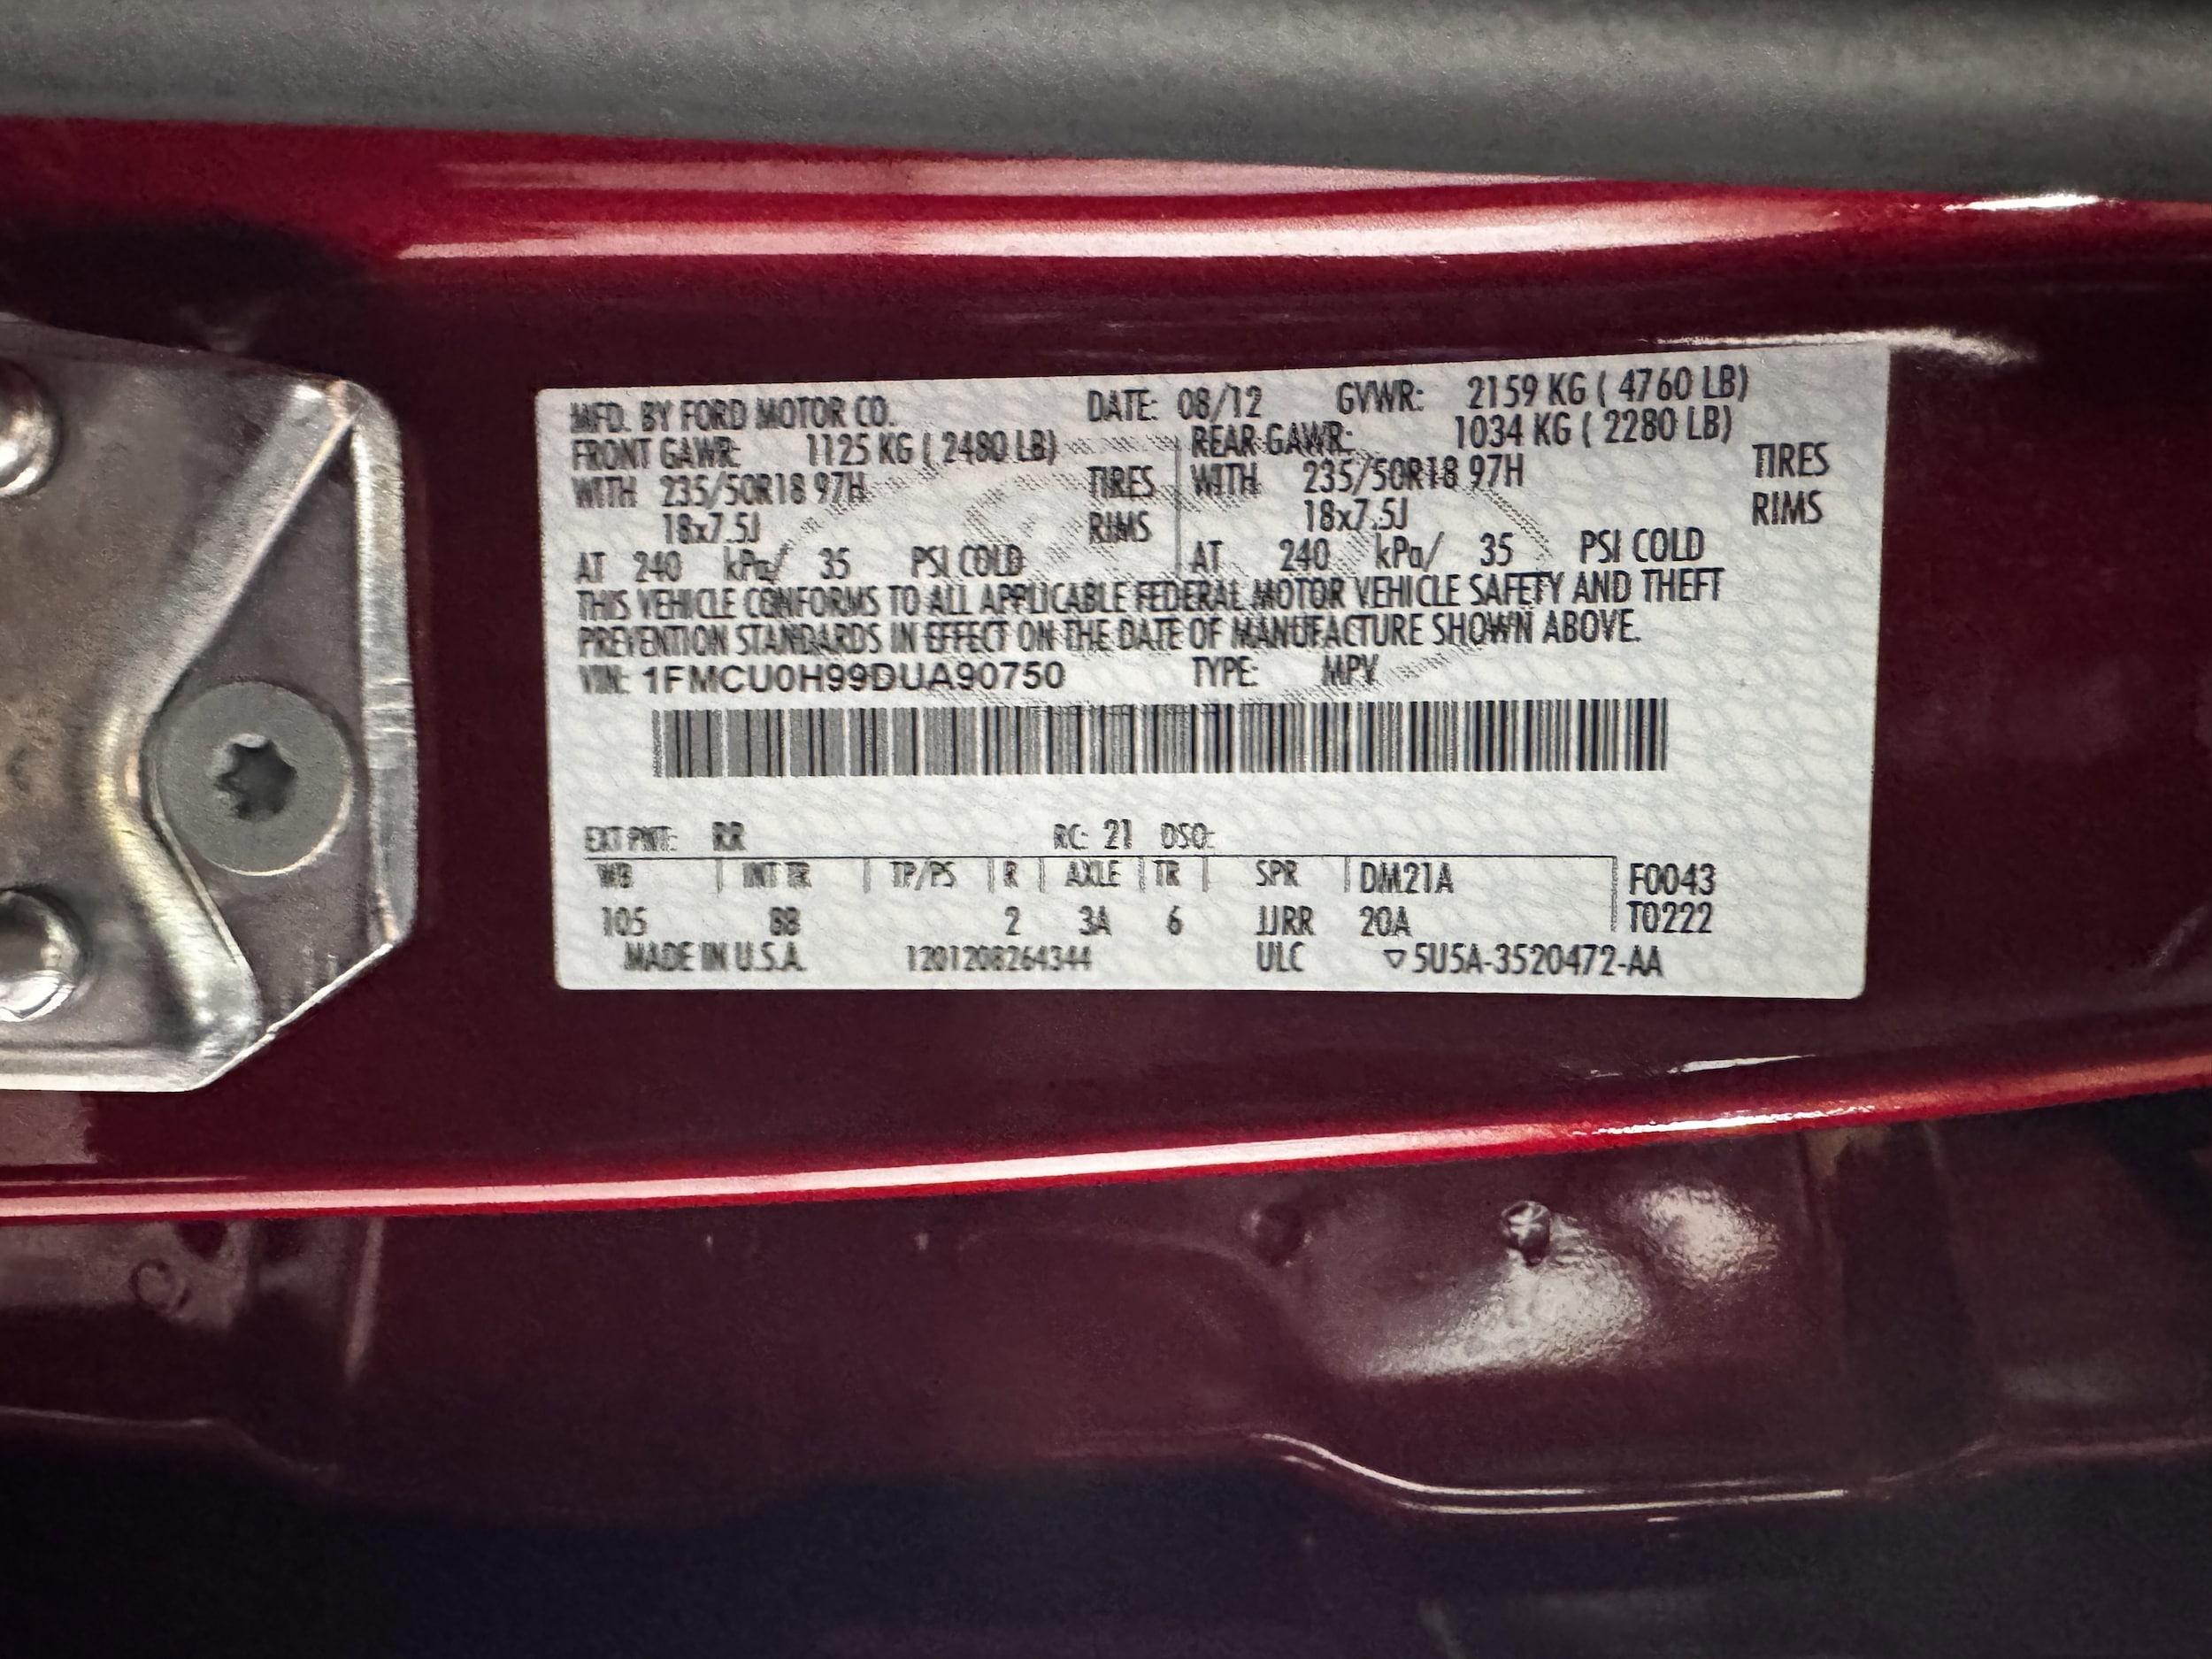 MFD. BY FORD MOTOR CO. DATE: 08/12 GVWR: 2159 KG ( 4760 LB)
FRONT GAWR: 1125 KG ( 2480 LB) REAR GAWR: 1034 KG ( 2280 LB)
WITH 235/50R18 97H TIRES WITH 235/50R18 97H TIRES
18x7.5J RIMS 18x7.5J RIMS
AT 240 kPa/ 35 PSI COLD AT 240 kPa/ 35 PSI COLD
THIS VEHICLE CONFORMS TO ALL APPLICABLE FEDERAL MOTOR VEHICLE SAFETY AND THEFT
PREVENTION STANDARDS IN EFFECT ON THE DATE OF MANUFACTURE SHOWN ABOVE.
VIN: 1FMCU0H99DUA90750 TYPE: MPV
EXT PNT: RR RC: 21 DSO:
WB INT TR TP/PS R AXLE TR SPR DM21A F0043
105 8B 2 3A 6 JJRR 20A T0222
MADE IN U.S.A. 1201208264344 ULC ▽5U5A-3520472-AA